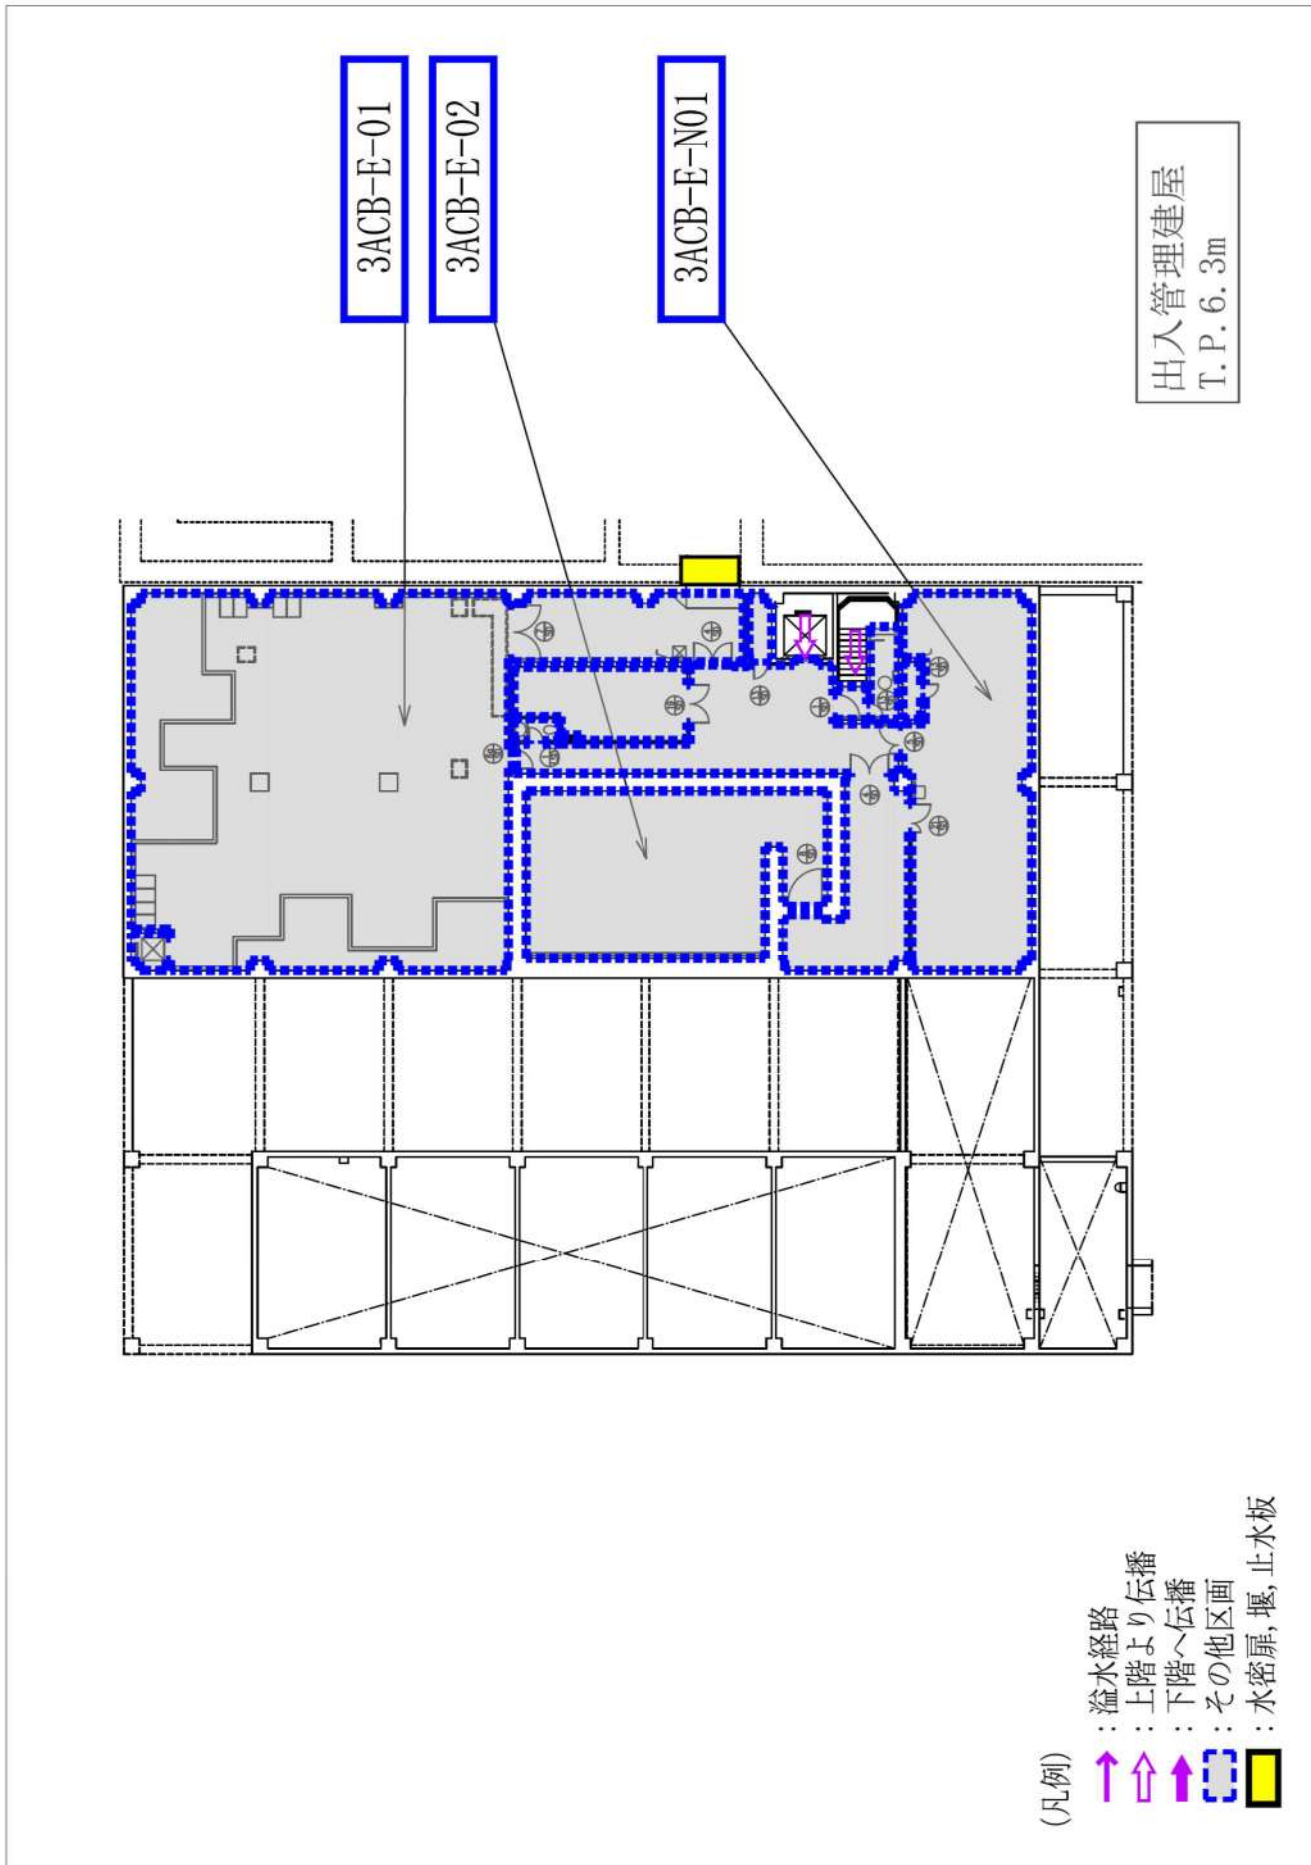 3ACB-E-01
3ACB-E-02
3ACB-E-N01
出入管理建屋
T.P.6.3m
(凡例)
：溢水経路
：上階より伝播
：下階へ伝播
：その他区画
：水密扉,堰,止水板